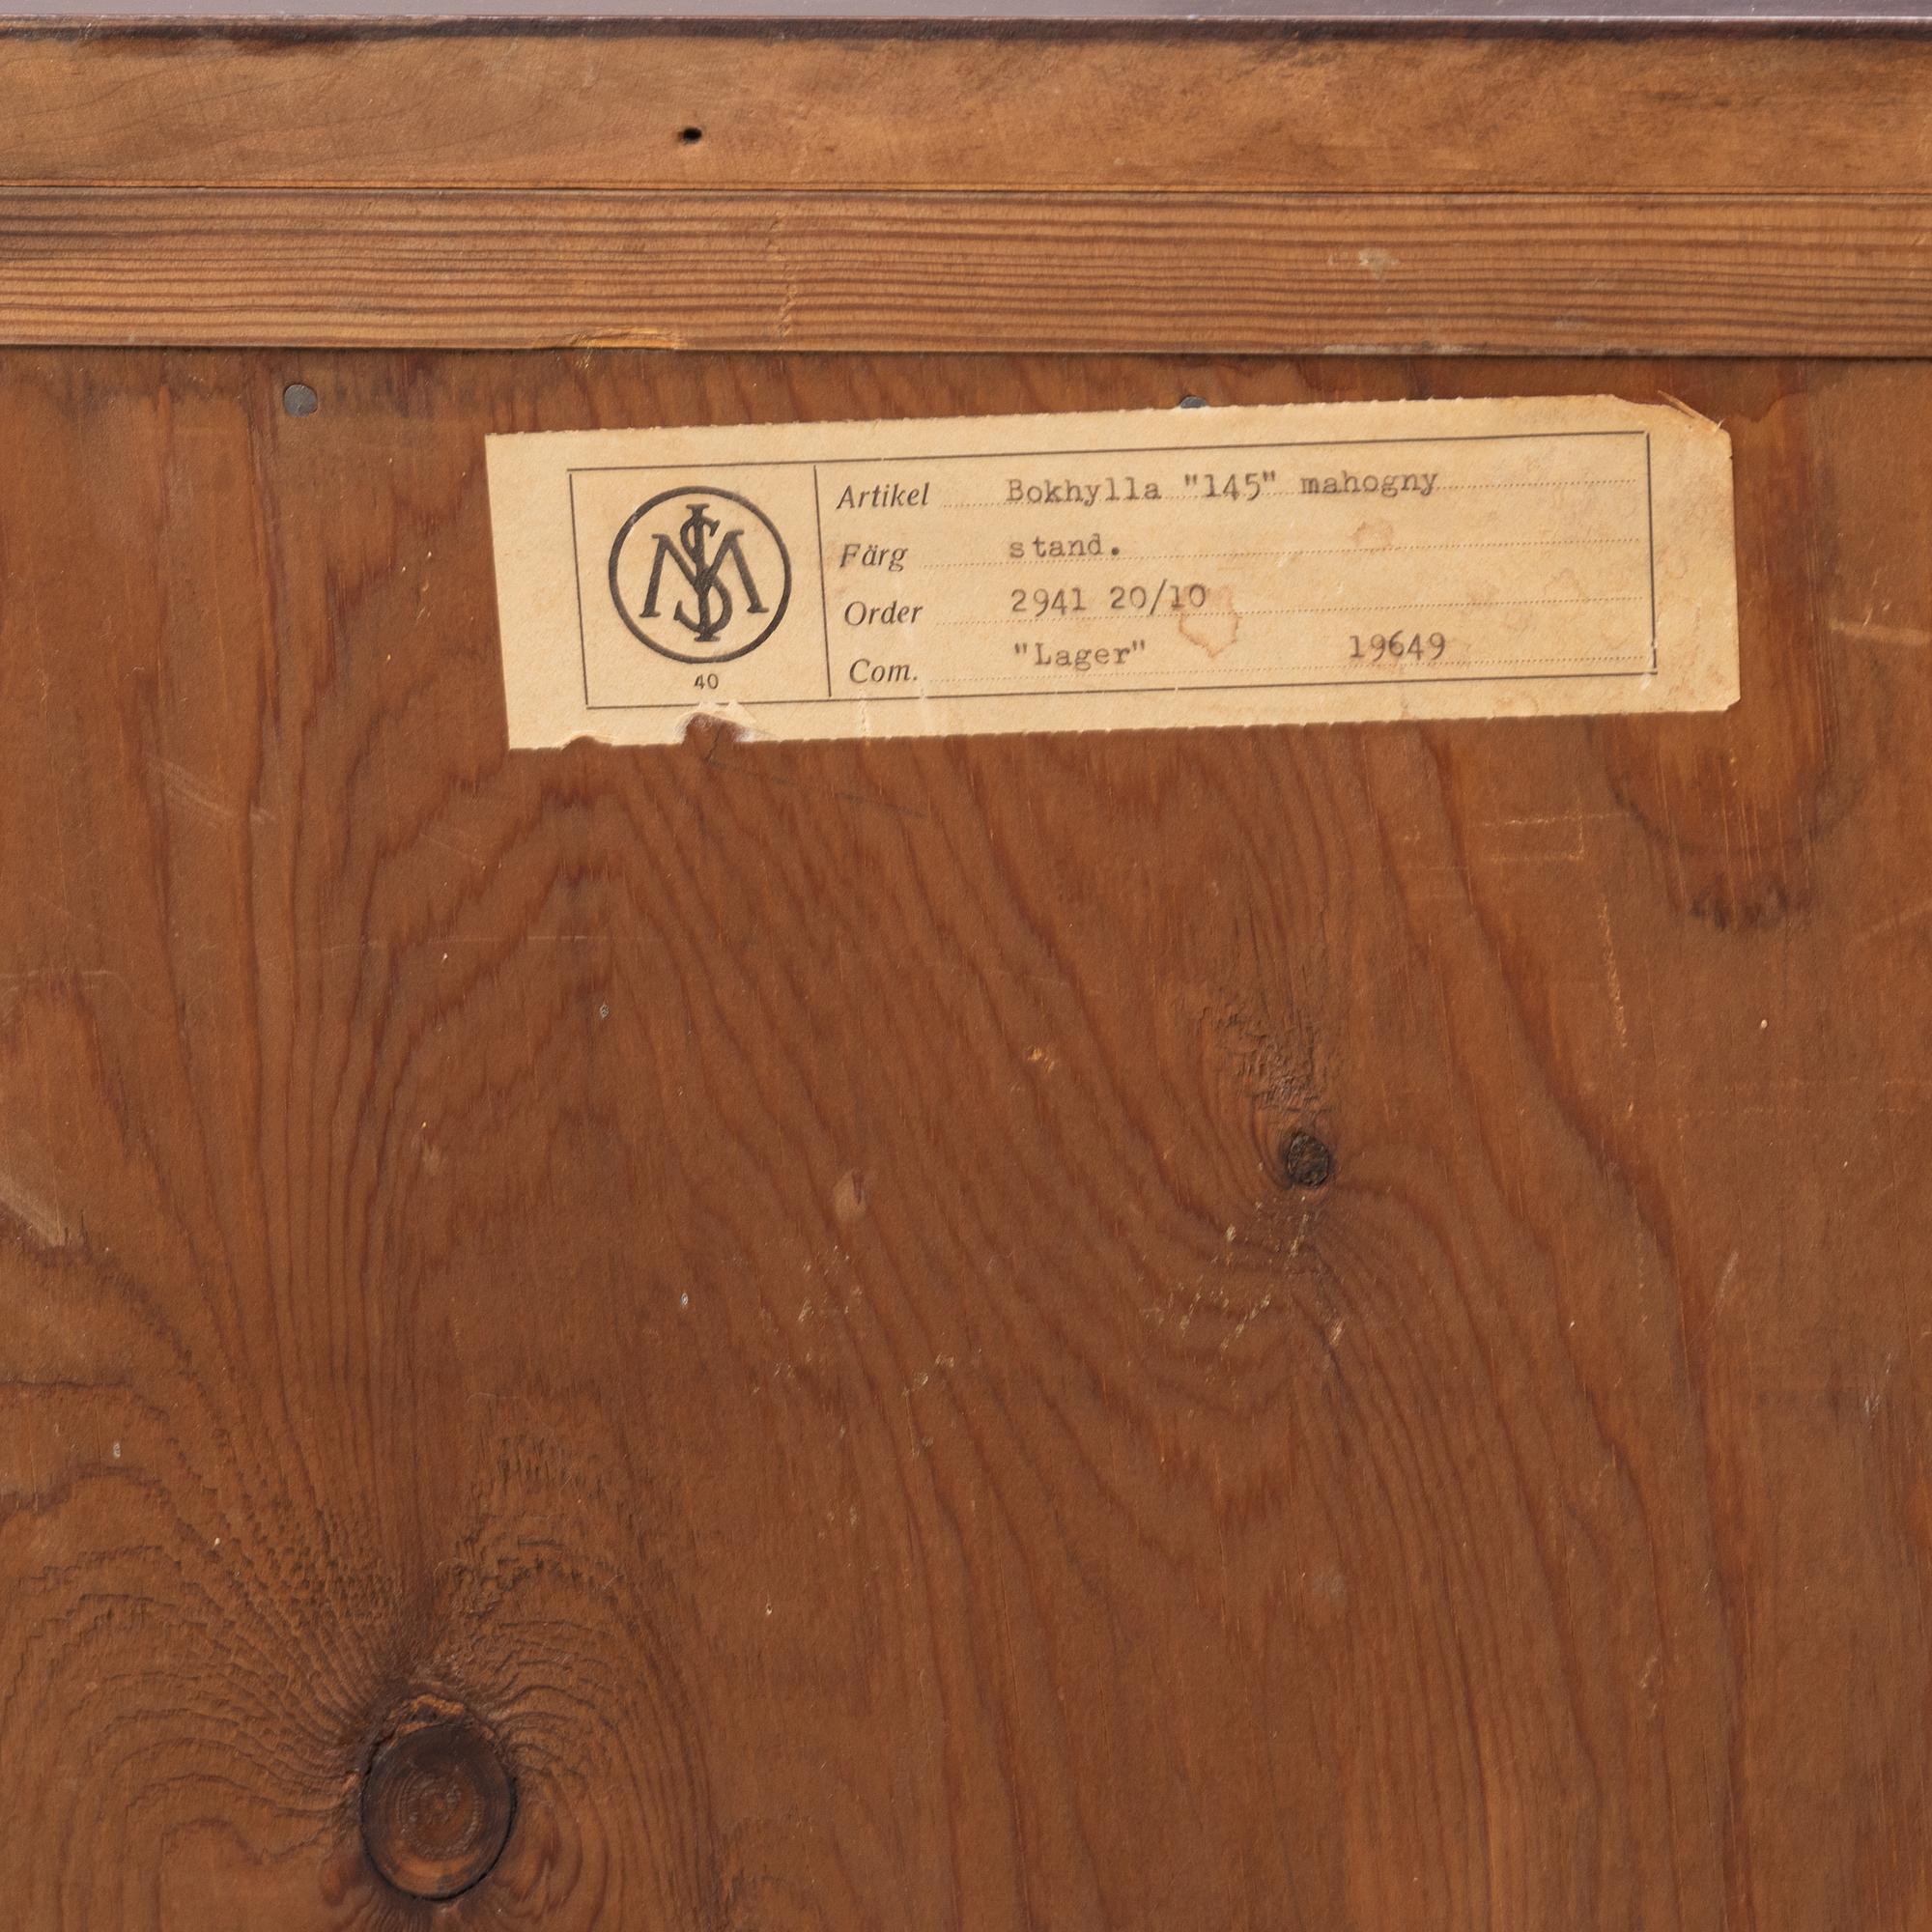 Artikel Bokhylla "145" mahogny
Färg stand.
Order 2941 20/10
Com. "Lager" 19649
40